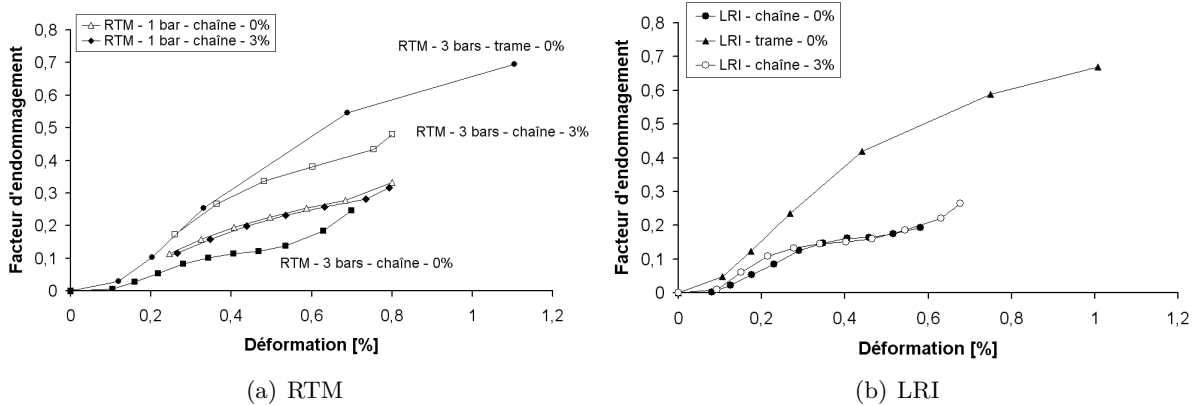 RTM - 1 bar - chaîne - 0%
RTM - 1 bar - chaîne - 3%
RTM - 3 bars - trame - 0%
RTM - 3 bars - chaîne - 3%
RTM - 3 bars - chaîne - 0%
Facteur d'endommagement
0,8
0,7
0,6
0,5
0,4
0,3
0,2
0,1
0
0 0,2 0,4 0,6 0,8 1 1,2
Déformation [%]
(a) RTM
LRI - chaîne - 0%
LRI - trame - 0%
LRI - chaîne - 3%
Facteur d'endommagement
0,8
0,7
0,6
0,5
0,4
0,3
0,2
0,1
0
0 0,2 0,4 0,6 0,8 1 1,2
Déformation [%]
(b) LRI